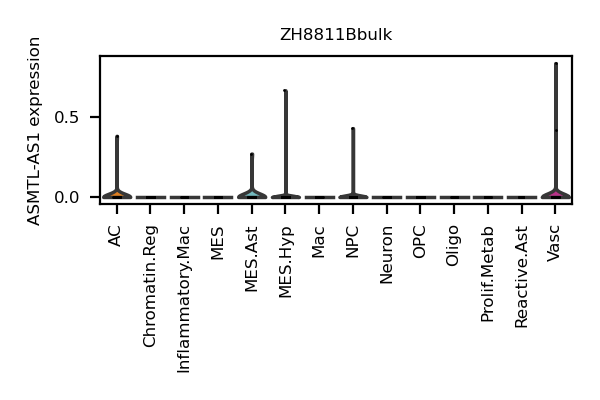 ZH8811Bbulk
ASMTL-AS1 expression
0.5
0.0
AC
Chromatin.Reg
Inflammatory.Mac
MES
MES.Ast
MES.Hyp
Mac
NPC
Neuron
OPC
Oligo
Prolif.Metab
Reactive.Ast
Vasc